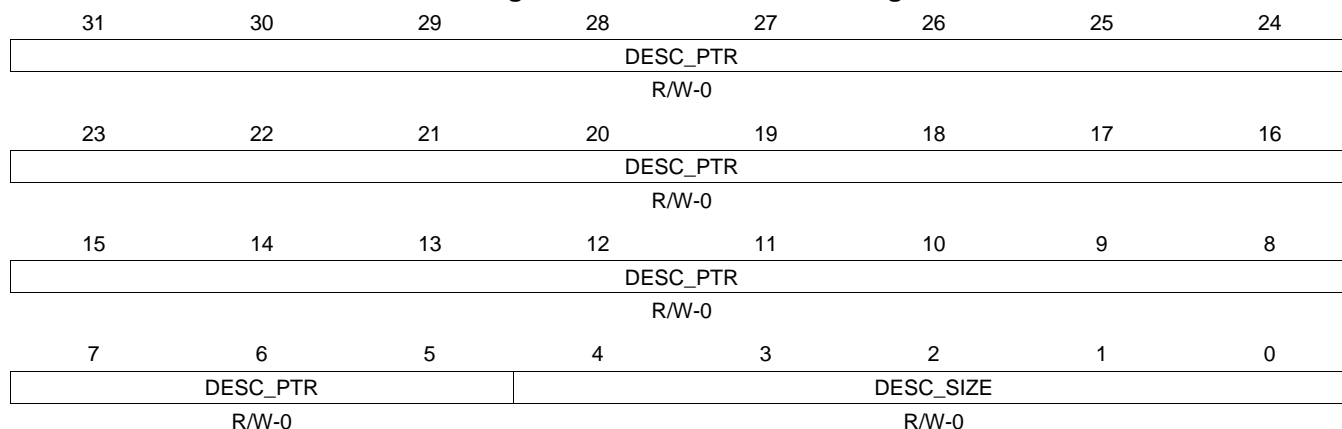 31 30 29 28 27 26 25 24
DESC_PTR
R/W-0
23 22 21 20 19 18 17 16
DESC_PTR
R/W-0
15 14 13 12 11 10 9 8
DESC_PTR
R/W-0
7 6 5 4 3 2 1 0
DESC_PTR DESC_SIZE
R/W-0 R/W-0